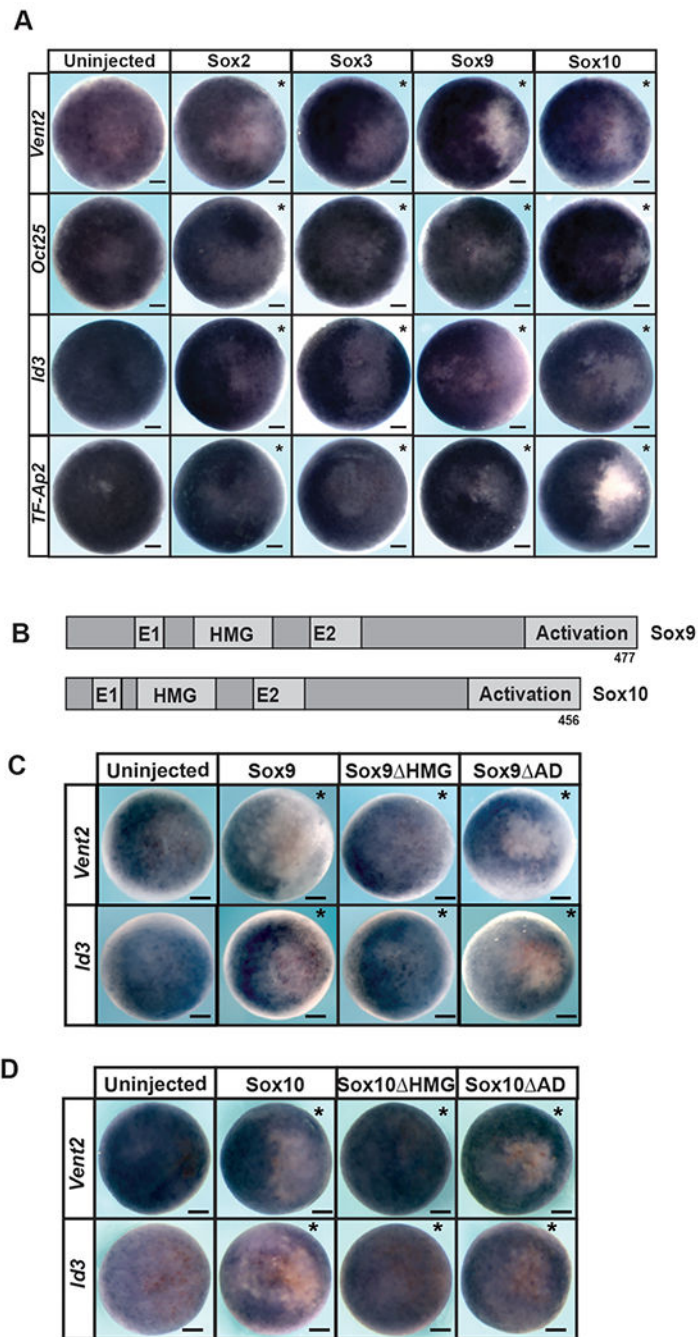 A
Uninjected Sox2 Sox3 Sox9 Sox10
Vent2 * * * *
Oct25 * * * *
Id3 * * * *
TF-Ap2 * * * *
B
E1 HMG E2 Activation Sox9
477
E1 HMG E2 Activation Sox10
456
C
Uninjected Sox9 Sox9ΔHMG Sox9ΔAD
Vent2 * * *
Id3 * * *
D
Uninjected Sox10 Sox10ΔHMG Sox10ΔAD
Vent2 * * *
Id3 * * *